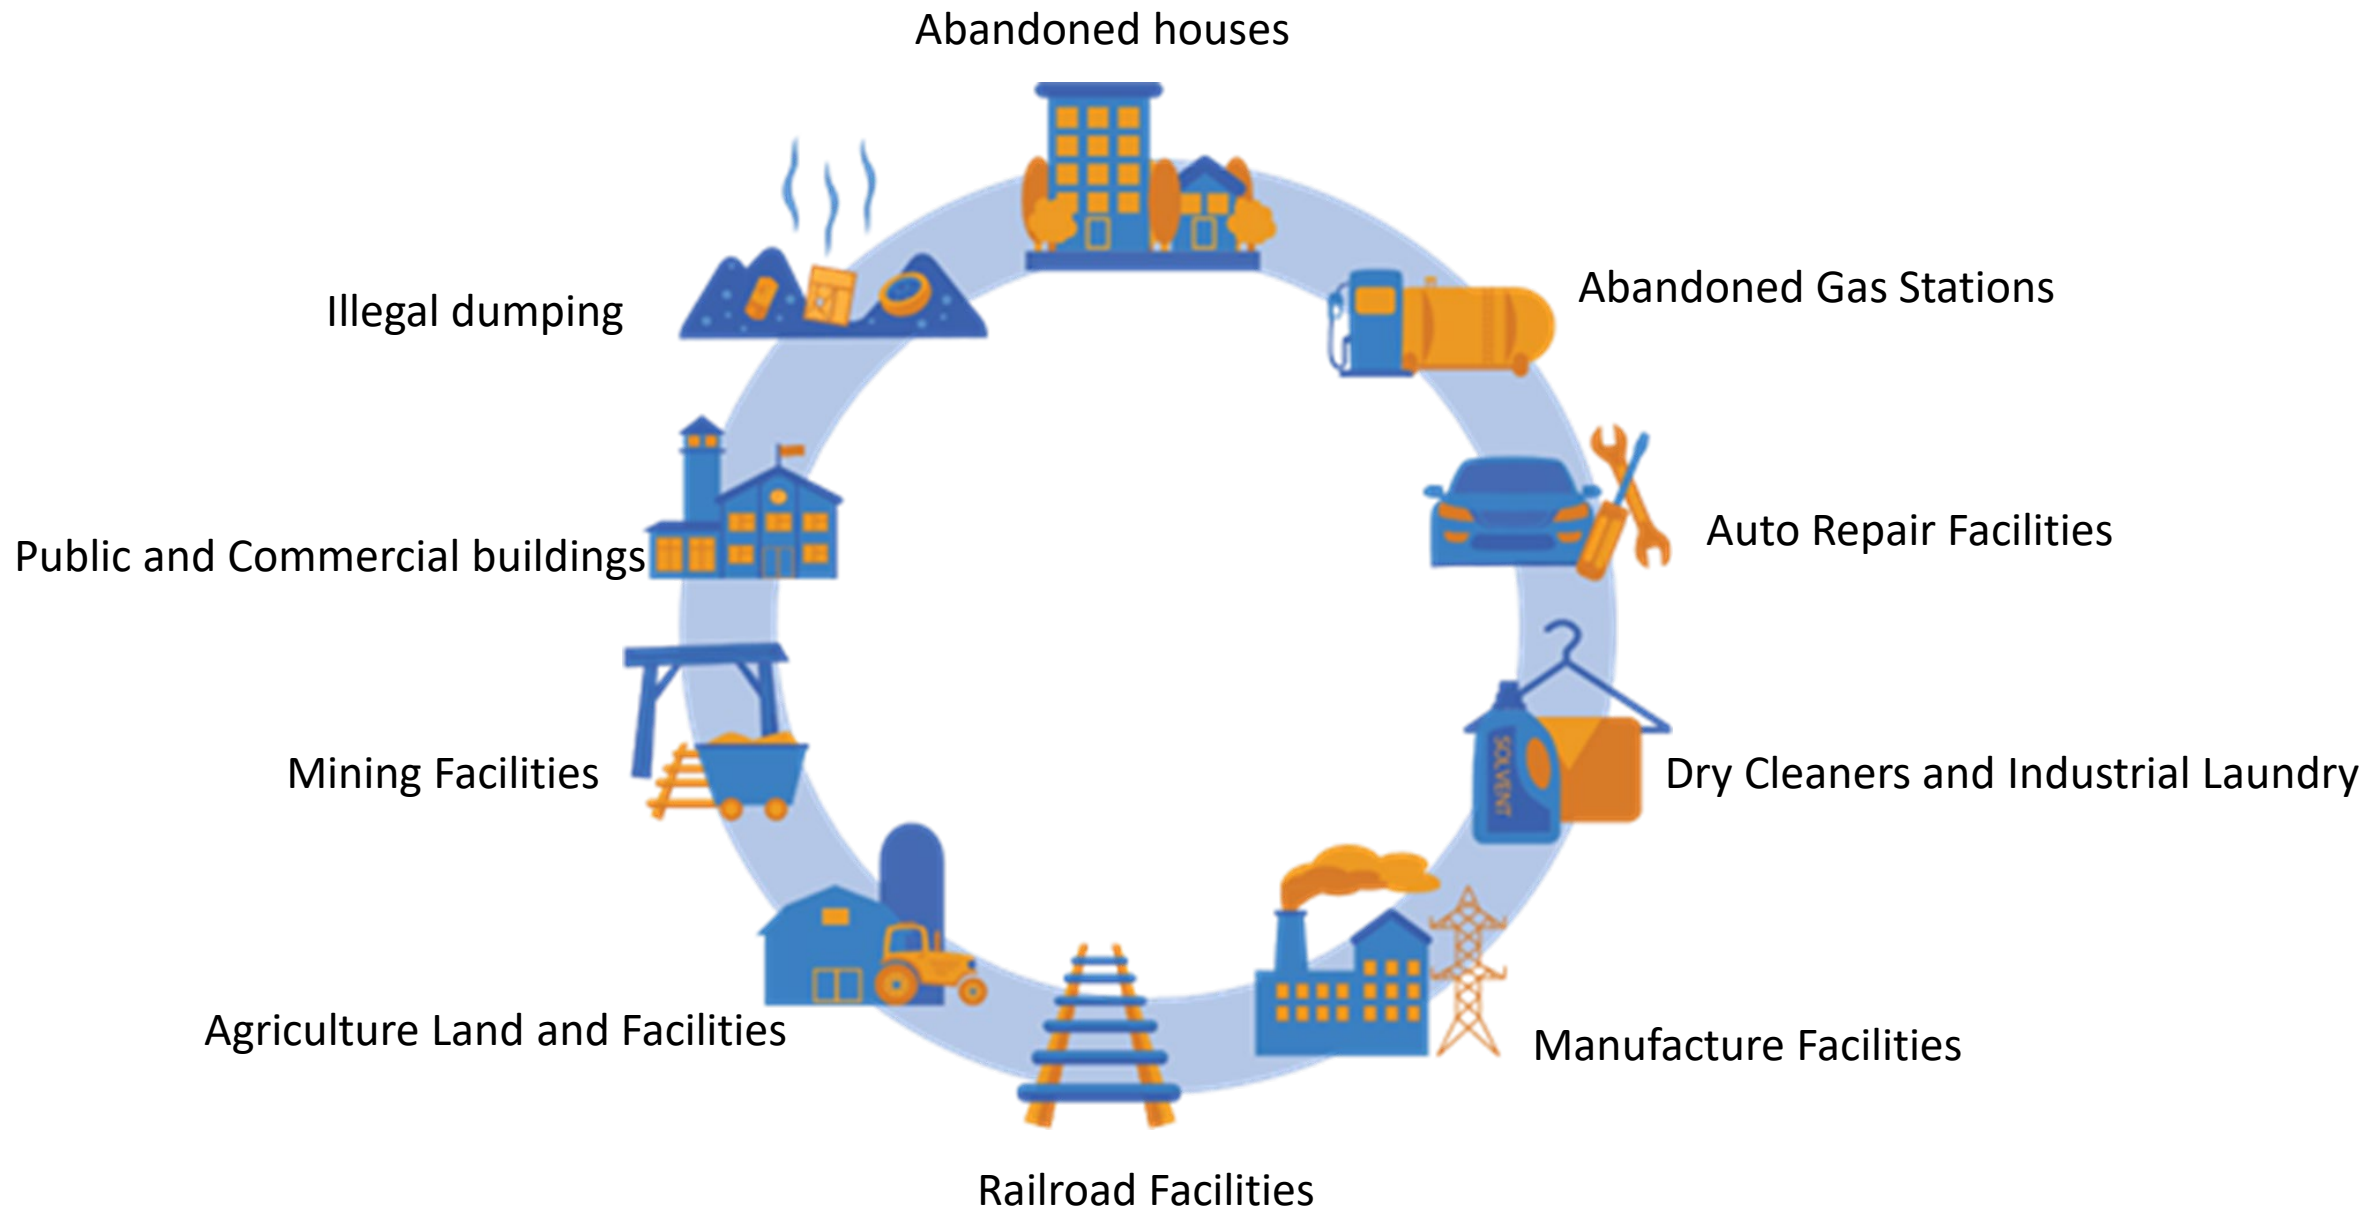 Abandoned houses
Abandoned Gas Stations
Auto Repair Facilities
SOLVENT
Dry Cleaners and Industrial Laundry
Manufacture Facilities
Railroad Facilities
Agriculture Land and Facilities
Mining Facilities
Public and Commercial buildings
Illegal dumping